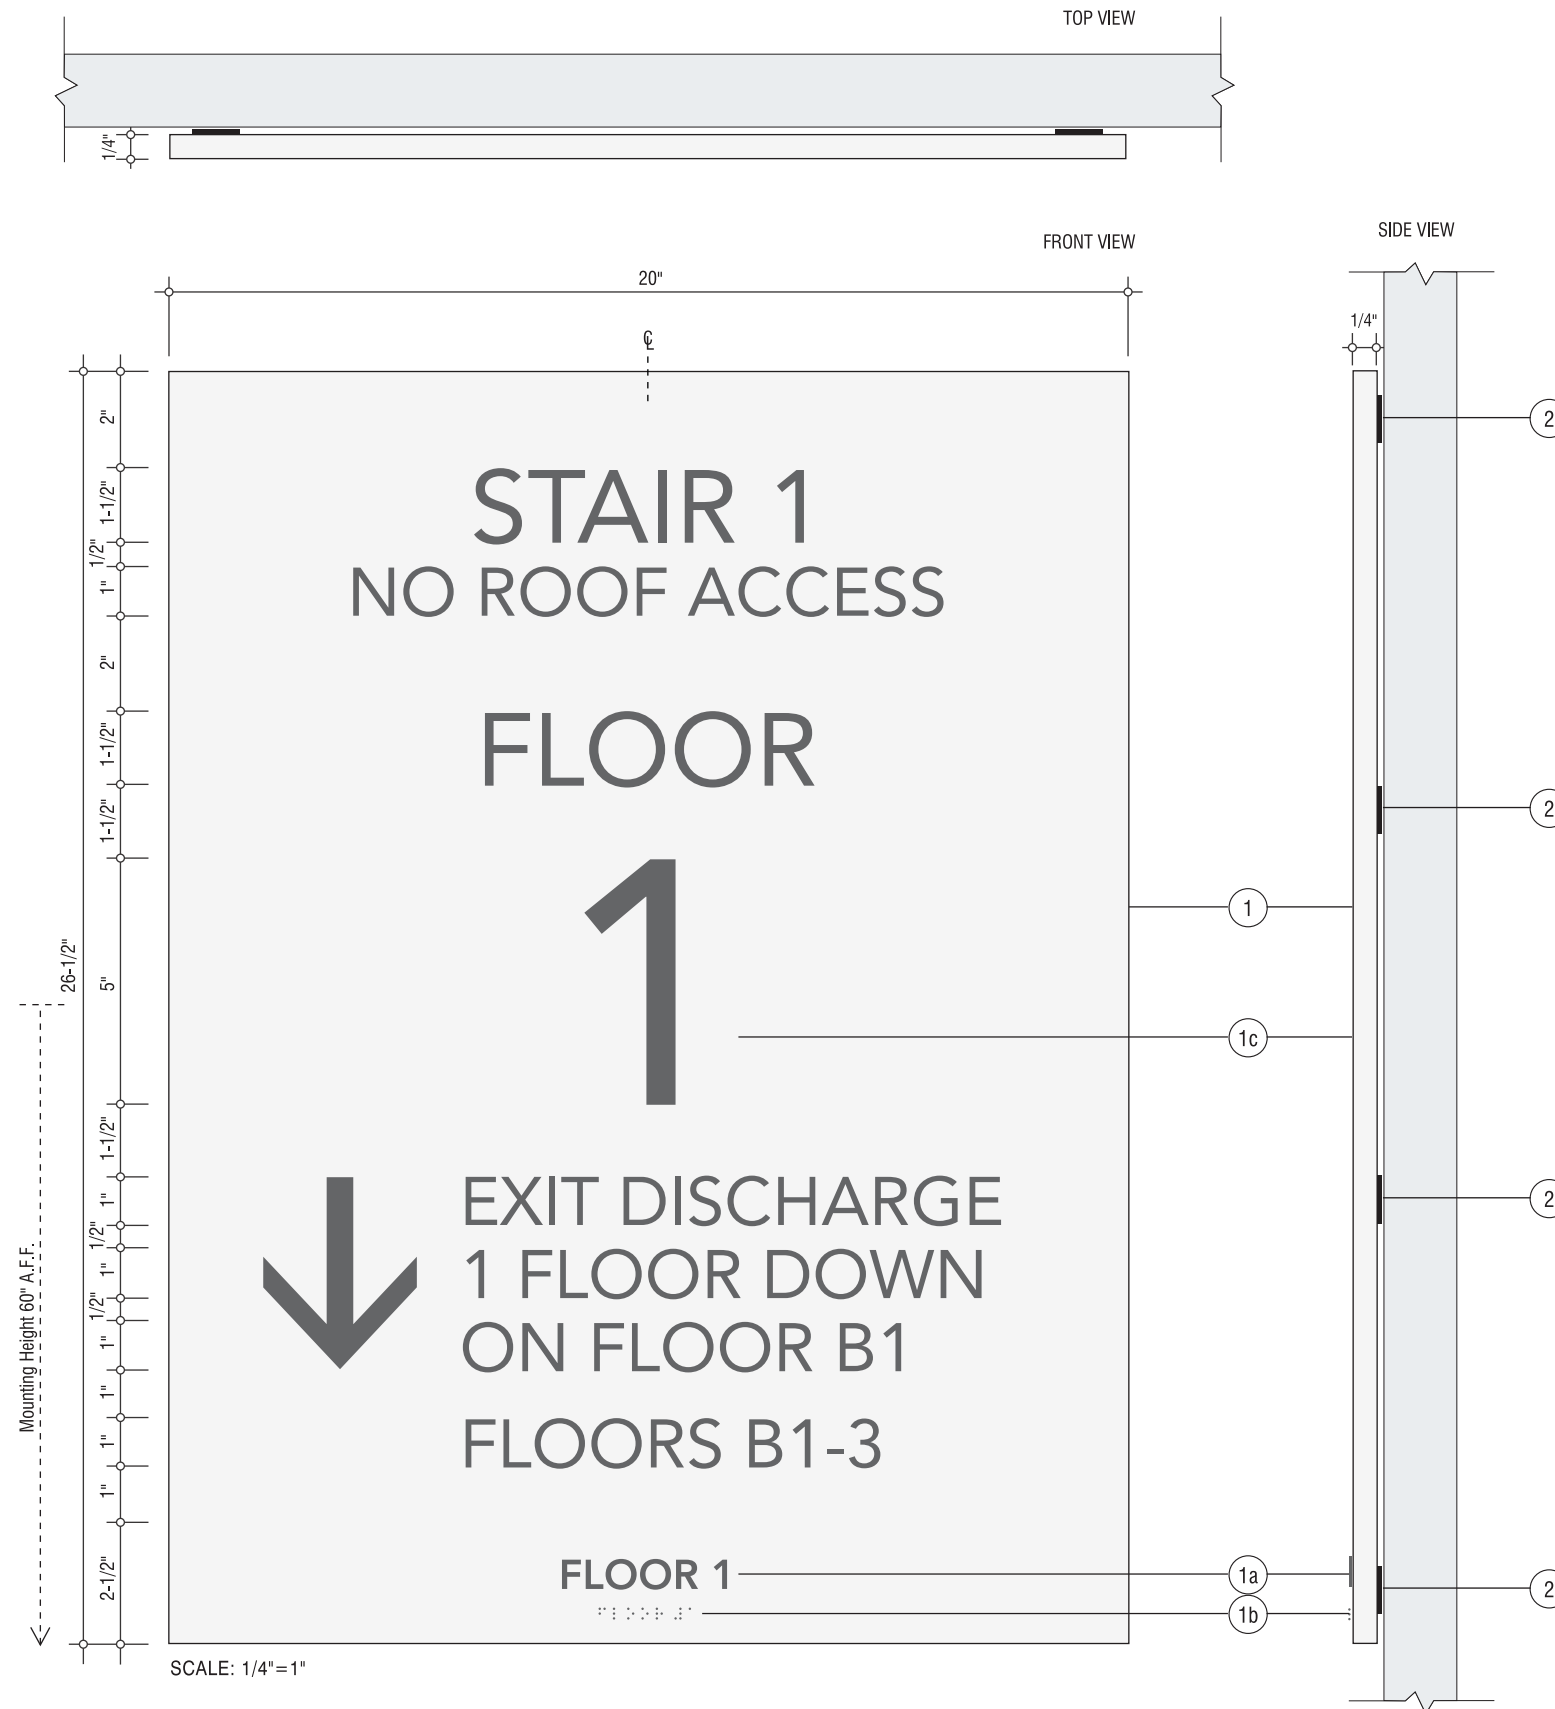 TOP VIEW
1/4"
FRONT VIEW
SIDE VIEW
20"
℄
1/4"
2"
1-1/2"
1/2"
1"
2"
1-1/2"
1-1/2"
5"
1-1/2"
1"
1/2"
1"
1/2"
1"
1"
1"
1"
2-1/2"
26-1/2"
Mounting Height 60" A.F.F.
STAIR 1
NO ROOF ACCESS
FLOOR
1
EXIT DISCHARGE
1 FLOOR DOWN
ON FLOOR B1
FLOORS B1-3
FLOOR 1
⠋⠇⠕⠕⠗ ⠼⠁
1
1c
1a
1b
2
2
2
2
SCALE: 1/4"=1"